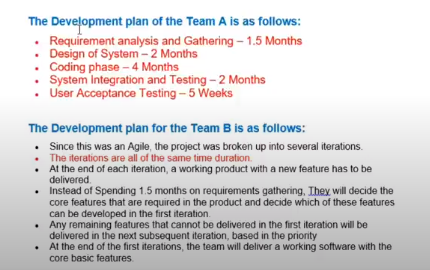 The Development plan of the Team A is as follows:
• Requirement analysis and Gathering – 1.5 Months
• Design of System – 2 Months
• Coding phase – 4 Months
• System Integration and Testing – 2 Months
• User Acceptance Testing – 5 Weeks
The Development plan for the Team B is as follows:
• Since this was an Agile, the project was broken up into several iterations.
• The iterations are all of the same time duration.
• At the end of each iteration, a working product with a new feature has to be
delivered.
• Instead of Spending 1.5 months on requirements gathering, They will decide the
core features that are required in the product and decide which of these features
can be developed in the first iteration.
• Any remaining features that cannot be delivered in the first iteration will be
delivered in the next subsequent iteration, based in the priority
• At the end of the first iterations, the team will deliver a working software with the
core basic features.